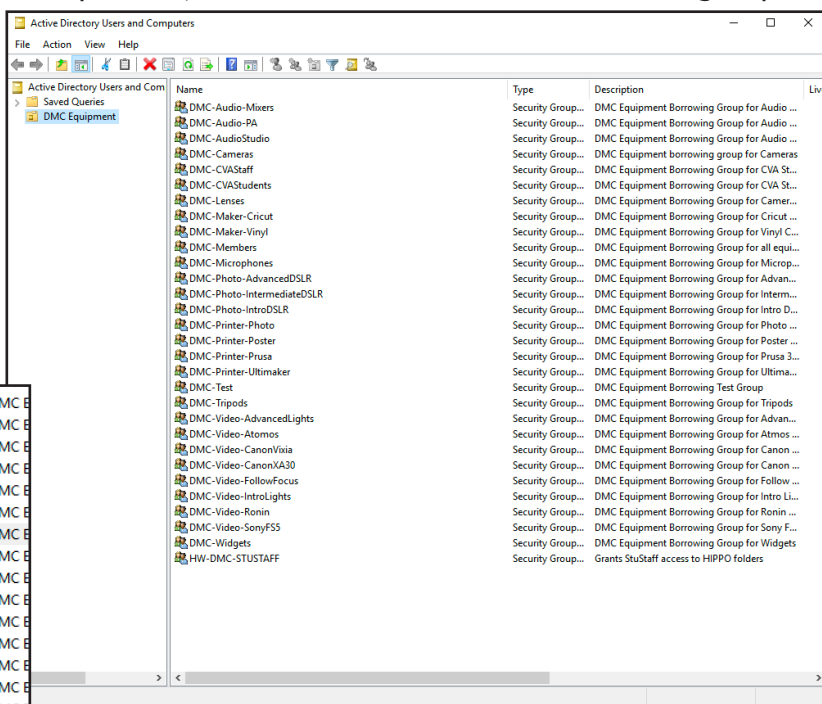 Active Directory Users and Computers
File Action View Help
Active Directory Users and Com
Saved Queries
DMC Equipment
Name Type Description Liv
DMC-Audio-Mixers Security Group... DMC Equipment Borrowing Group for Audio ...
DMC-Audio-PA Security Group... DMC Equipment Borrowing Group for Audio ...
DMC-AudioStudio Security Group... DMC Equipment Borrowing Group for Audio ...
DMC-Cameras Security Group... DMC Equipment borrowing group for Cameras
DMC-CVAStaff Security Group... DMC Equipment Borrowing Group for CVA St...
DMC-CVAStudents Security Group... DMC Equipment Borrowing Group for CVA St...
DMC-Lenses Security Group... DMC Equipment Borrowing Group for Camer...
DMC-Maker-Cricut Security Group... DMC Equipment Borrowing Group for Cricut ...
DMC-Maker-Vinyl Security Group... DMC Equipment Borrowing Group for Vinyl C...
DMC-Members Security Group... DMC Equipment Borrowing Group for all equi...
DMC-Microphones Security Group... DMC Equipment Borrowing Group for Microp...
DMC-Photo-AdvancedDSLR Security Group... DMC Equipment Borrowing Group for Advan...
DMC-Photo-IntermediateDSLR Security Group... DMC Equipment Borrowing Group for Interm...
DMC-Photo-IntroDSLR Security Group... DMC Equipment Borrowing Group for Intro D...
DMC-Printer-Photo Security Group... DMC Equipment Borrowing Group for Photo ...
DMC-Printer-Poster Security Group... DMC Equipment Borrowing Group for Poster ...
DMC-Printer-Prusa Security Group... DMC Equipment Borrowing Group for Prusa 3...
DMC-Printer-Ultimaker Security Group... DMC Equipment Borrowing Group for Ultima...
DMC-Test Security Group... DMC Equipment Borrowing Test Group
DMC-Tripods Security Group... DMC Equipment Borrowing Group for Tripods
DMC-Video-AdvancedLights Security Group... DMC Equipment Borrowing Group for Advan...
DMC-Video-Atomos Security Group... DMC Equipment Borrowing Group for Atmos ...
DMC-Video-CanonVixia Security Group... DMC Equipment Borrowing Group for Canon ...
DMC-Video-CanonXA30 Security Group... DMC Equipment Borrowing Group for Canon ...
DMC-Video-FollowFocus Security Group... DMC Equipment Borrowing Group for Follow ...
DMC-Video-IntroLights Security Group... DMC Equipment Borrowing Group for Intro Li...
DMC-Video-Ronin Security Group... DMC Equipment Borrowing Group for Ronin ...
DMC-Video-SonyFS5 Security Group... DMC Equipment Borrowing Group for Sony F...
DMC-Widgets Security Group... DMC Equipment Borrowing Group for Widgets
HW-DMC-STUSTAFF Security Group... Grants StuStaff access to HIPPO folders
MC E
MC E
MC E
MC E
MC E
MC E
MC E
MC E
MC E
MC E
MC E
MC E
MC E
MC E